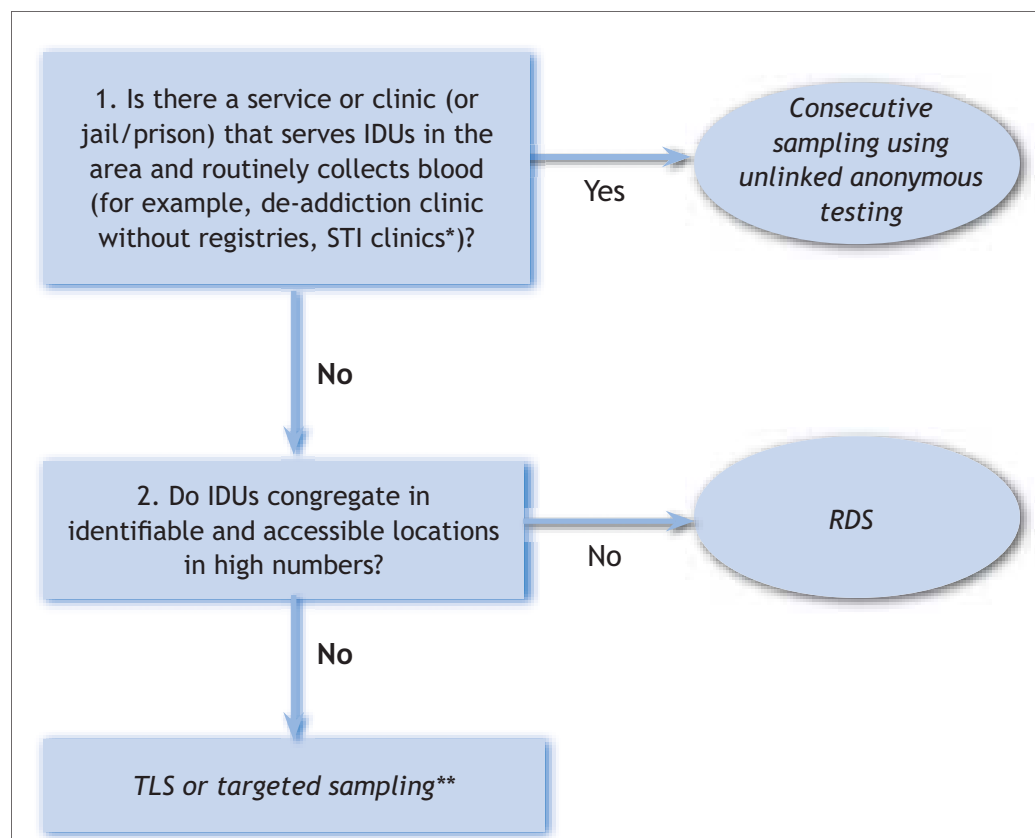 1. Is there a service or clinic (or
jail/prison) that serves IDUs in the
area and routinely collects blood
(for example, de-addiction clinic
without registries, STI clinics*)?
Yes
Consecutive
sampling using
unlinked anonymous
testing
No
2. Do IDUs congregate in
identifiable and accessible locations
in high numbers?
No
RDS
No
TLS or targeted sampling**